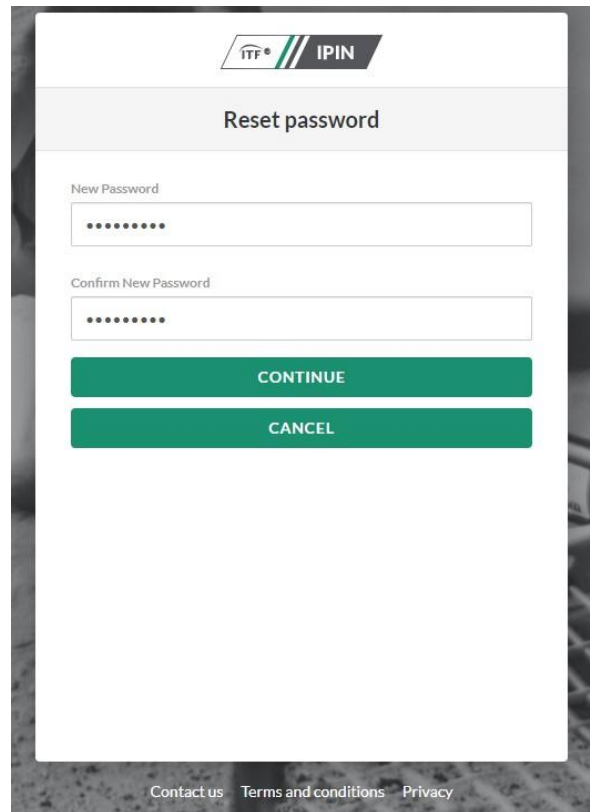 ITF® IPIN
Reset password
New Password
•••••••••
Confirm New Password
•••••••••
CONTINUE
CANCEL
Contact us Terms and conditions Privacy